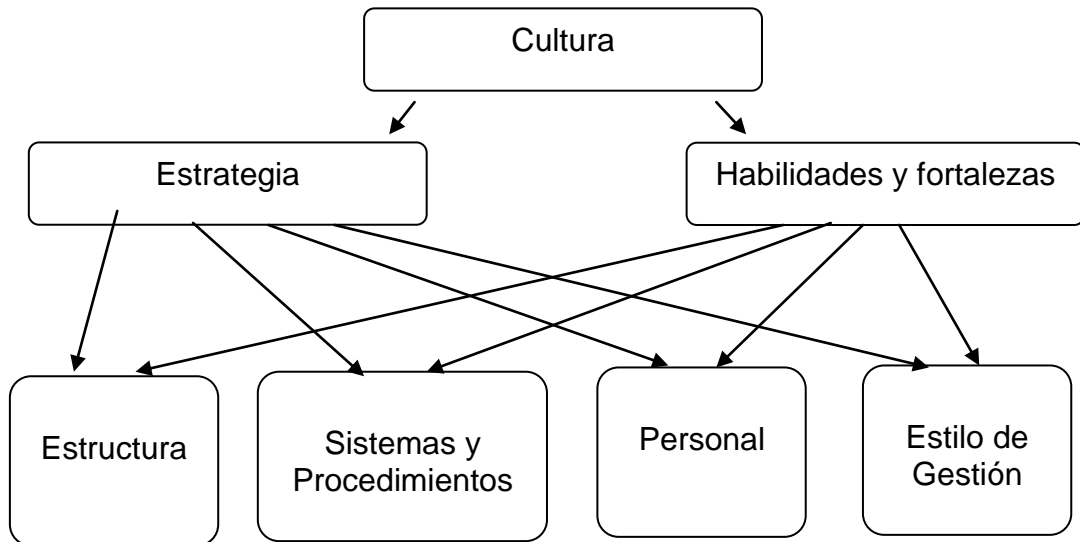 Cultura
Estrategia
Habilidades y fortalezas
Estructura
Sistemas y
Procedimientos
Personal
Estilo de
Gestión